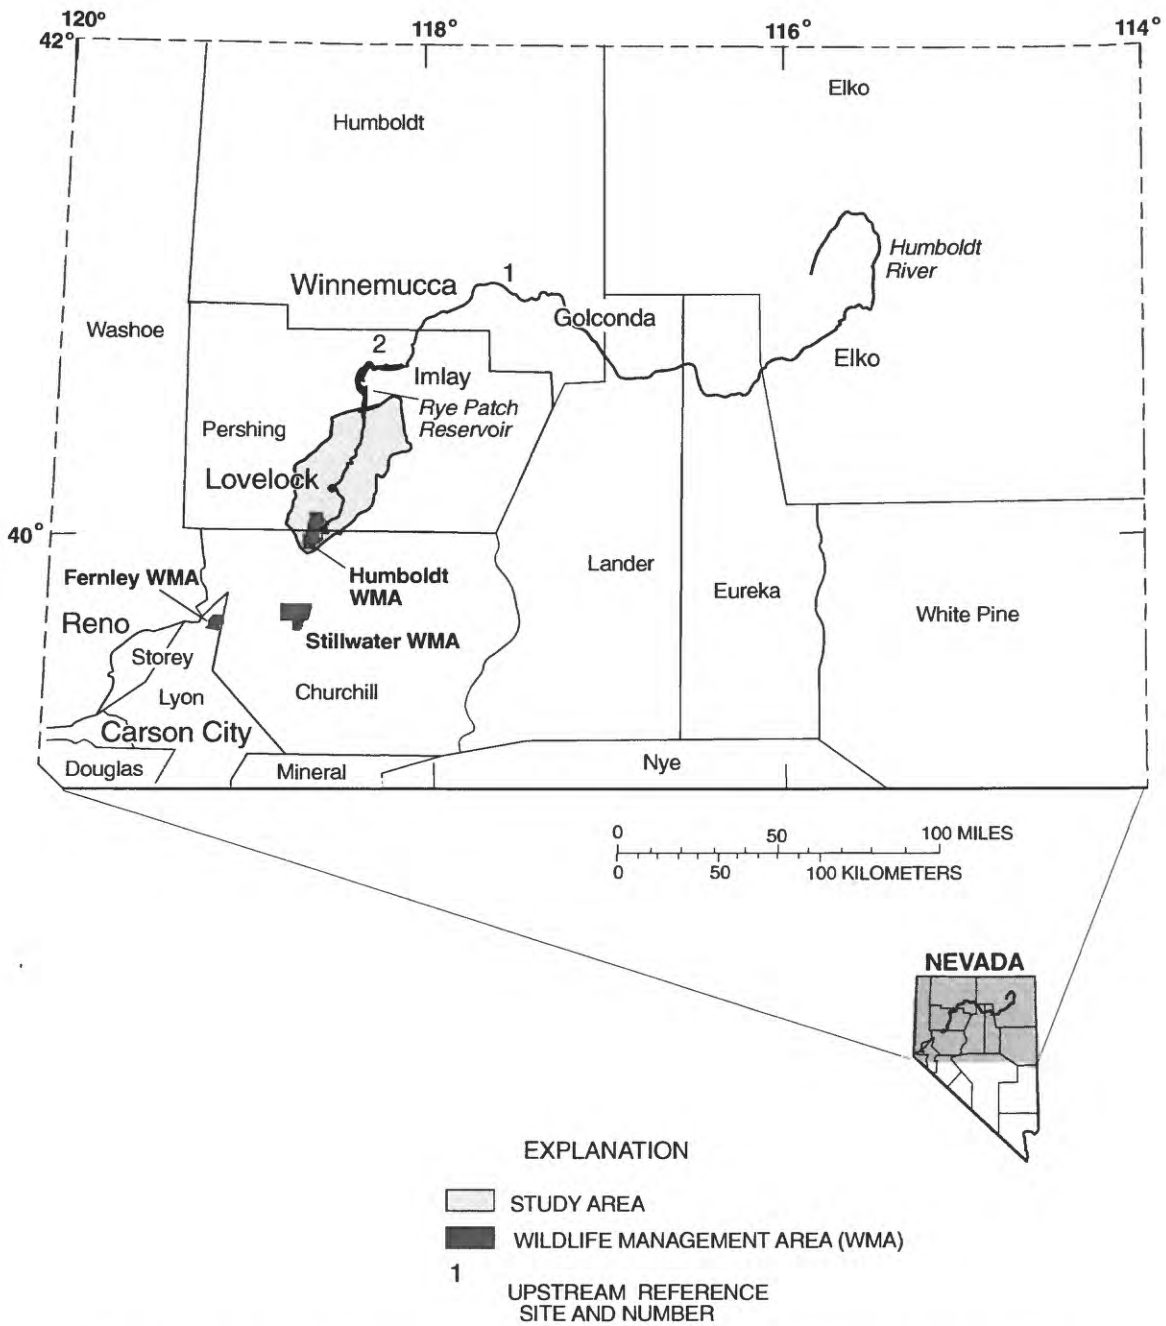 120°
118°
116°
114°
42°
Elko
Humboldt
Humboldt
River
1
Winnemucca
Golconda
Washoe
2
Elko
Imlay
Rye Patch
Reservoir
Pershing
Lovelock
40°
Lander
Fernley WMA
Humboldt
WMA
Eureka
White Pine
Reno
Stillwater WMA
Storey
Lyon
Churchill
Carson City
Douglas
Mineral
Nye
0 50 100 MILES
0 50 100 KILOMETERS
NEVADA
EXPLANATION
STUDY AREA
WILDLIFE MANAGEMENT AREA (WMA)
1
UPSTREAM REFERENCE
SITE AND NUMBER